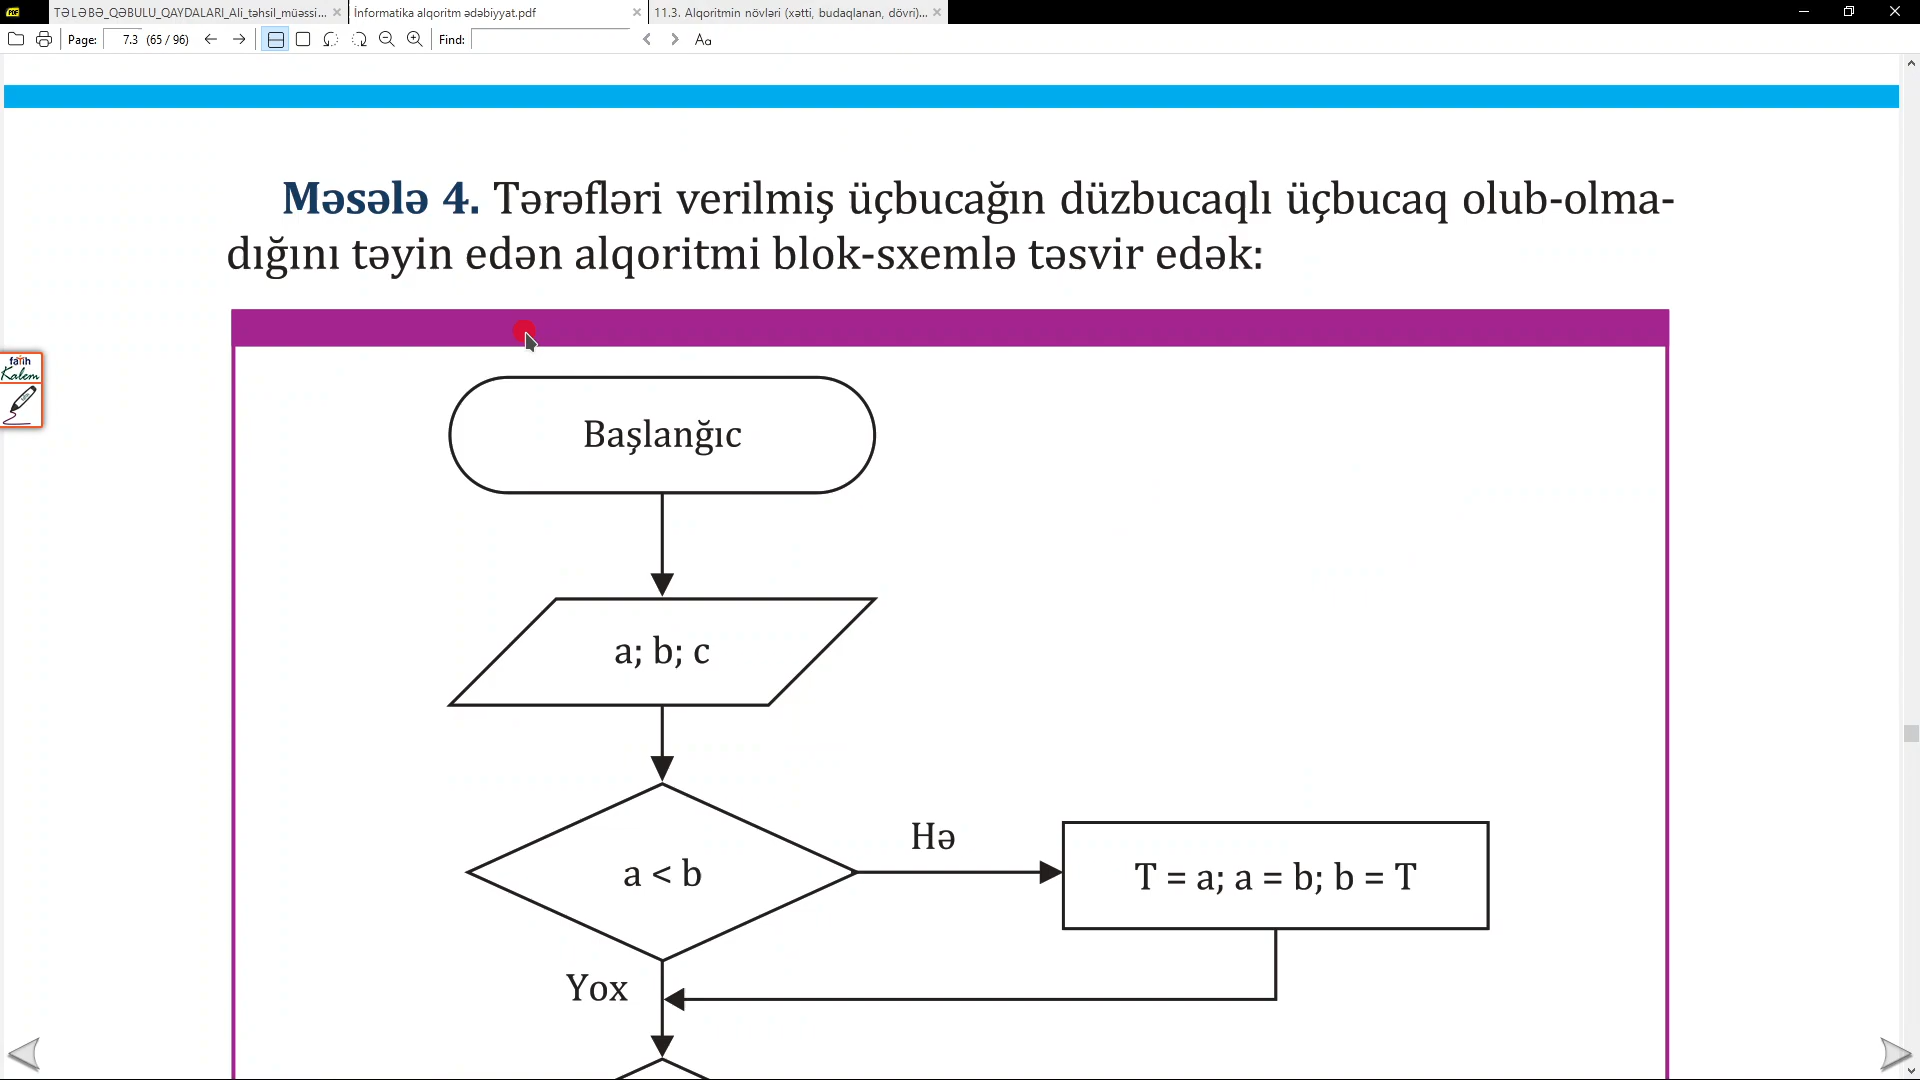 TƏLƏBƏ_QƏBULU_QAYDALARI_Ali_təhsil_müəssi...
İnformatika alqoritm ədəbiyyat.pdf
11.3. Alqoritmin növləri (xətti, budaqlanan, dövri)...
Page: 7.3 (65 / 96) Find: Aa
Məsələ 4. Tərəfləri verilmiş üçbucağın düzbucaqlı üçbucaq olub-olma-
dığını təyin edən alqoritmi blok-sxemlə təsvir edək:
fatih
Kalem
Başlanğıc
a; b; c
a < b
Hə
T = a; a = b; b = T
Yox